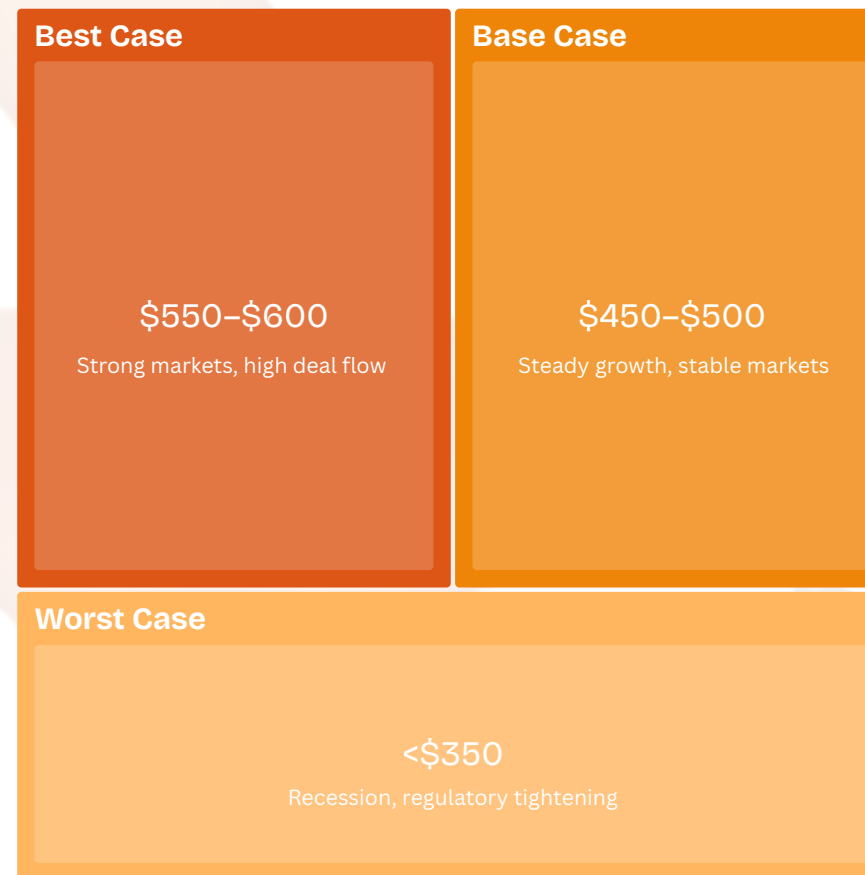 Best Case
$550–$600
Strong markets, high deal flow
Base Case
$450–$500
Steady growth, stable markets
Worst Case
<$350
Recession, regulatory tightening